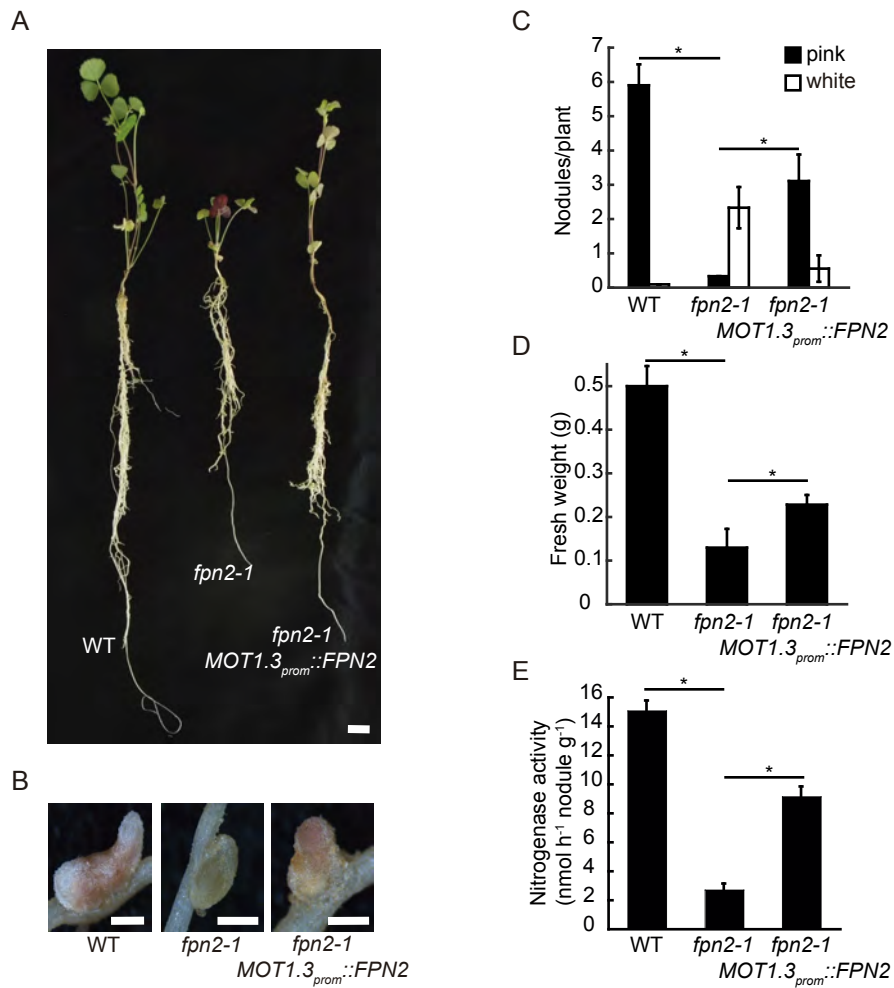 A
WT
fpn2-1
fpn2-1
MOT1.3prom::FPN2
B
WT
fpn2-1
fpn2-1
MOT1.3prom::FPN2
C
7
6
5
4
3
2
1
0
Nodules/plant
*
*
pink
white
WT
fpn2-1
fpn2-1
MOT1.3prom::FPN2
D
0.5
0.4
0.3
0.2
0.1
0
Fresh weight (g)
*
*
WT
fpn2-1
fpn2-1
MOT1.3prom::FPN2
E
16
14
12
10
8
6
4
2
0
Nitrogenase activity
(nmol h⁻¹ nodule g⁻¹)
*
*
WT
fpn2-1
fpn2-1
MOT1.3prom::FPN2